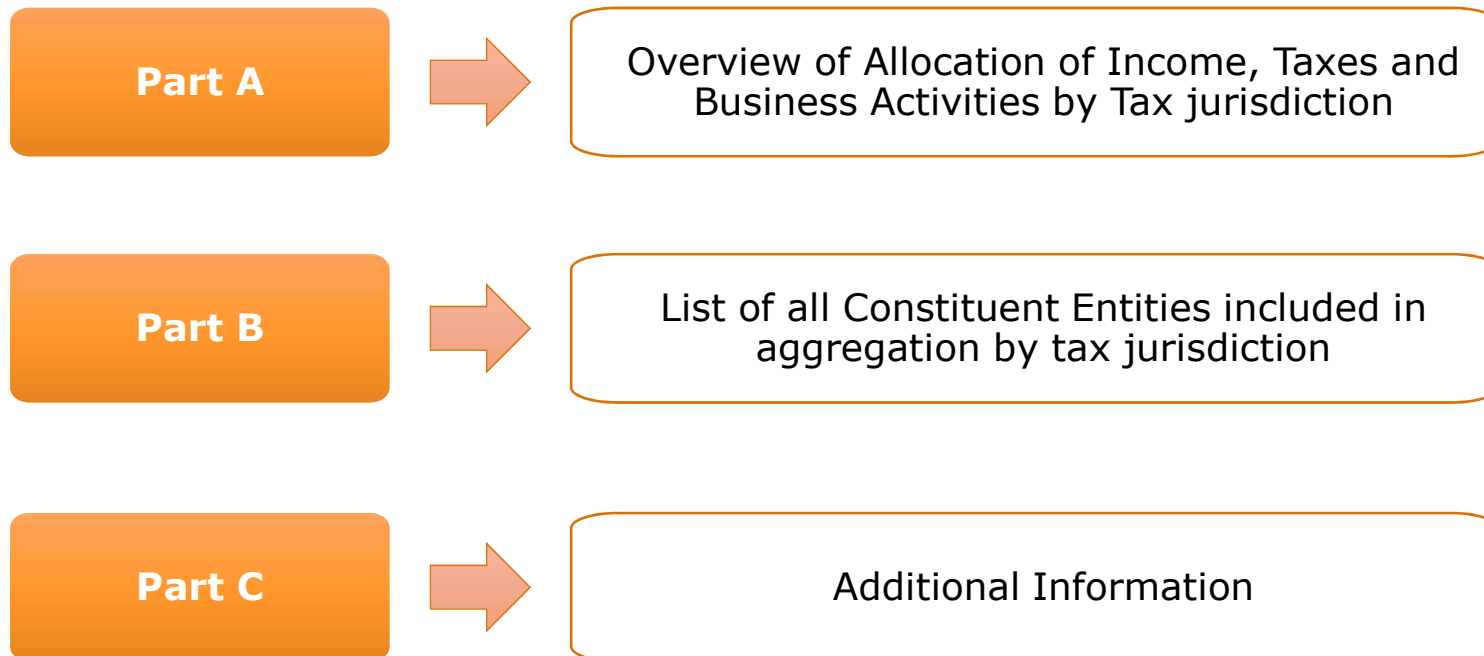 Part A
Overview of Allocation of Income, Taxes and
Business Activities by Tax jurisdiction
Part B
List of all Constituent Entities included in
aggregation by tax jurisdiction
Part C
Additional Information